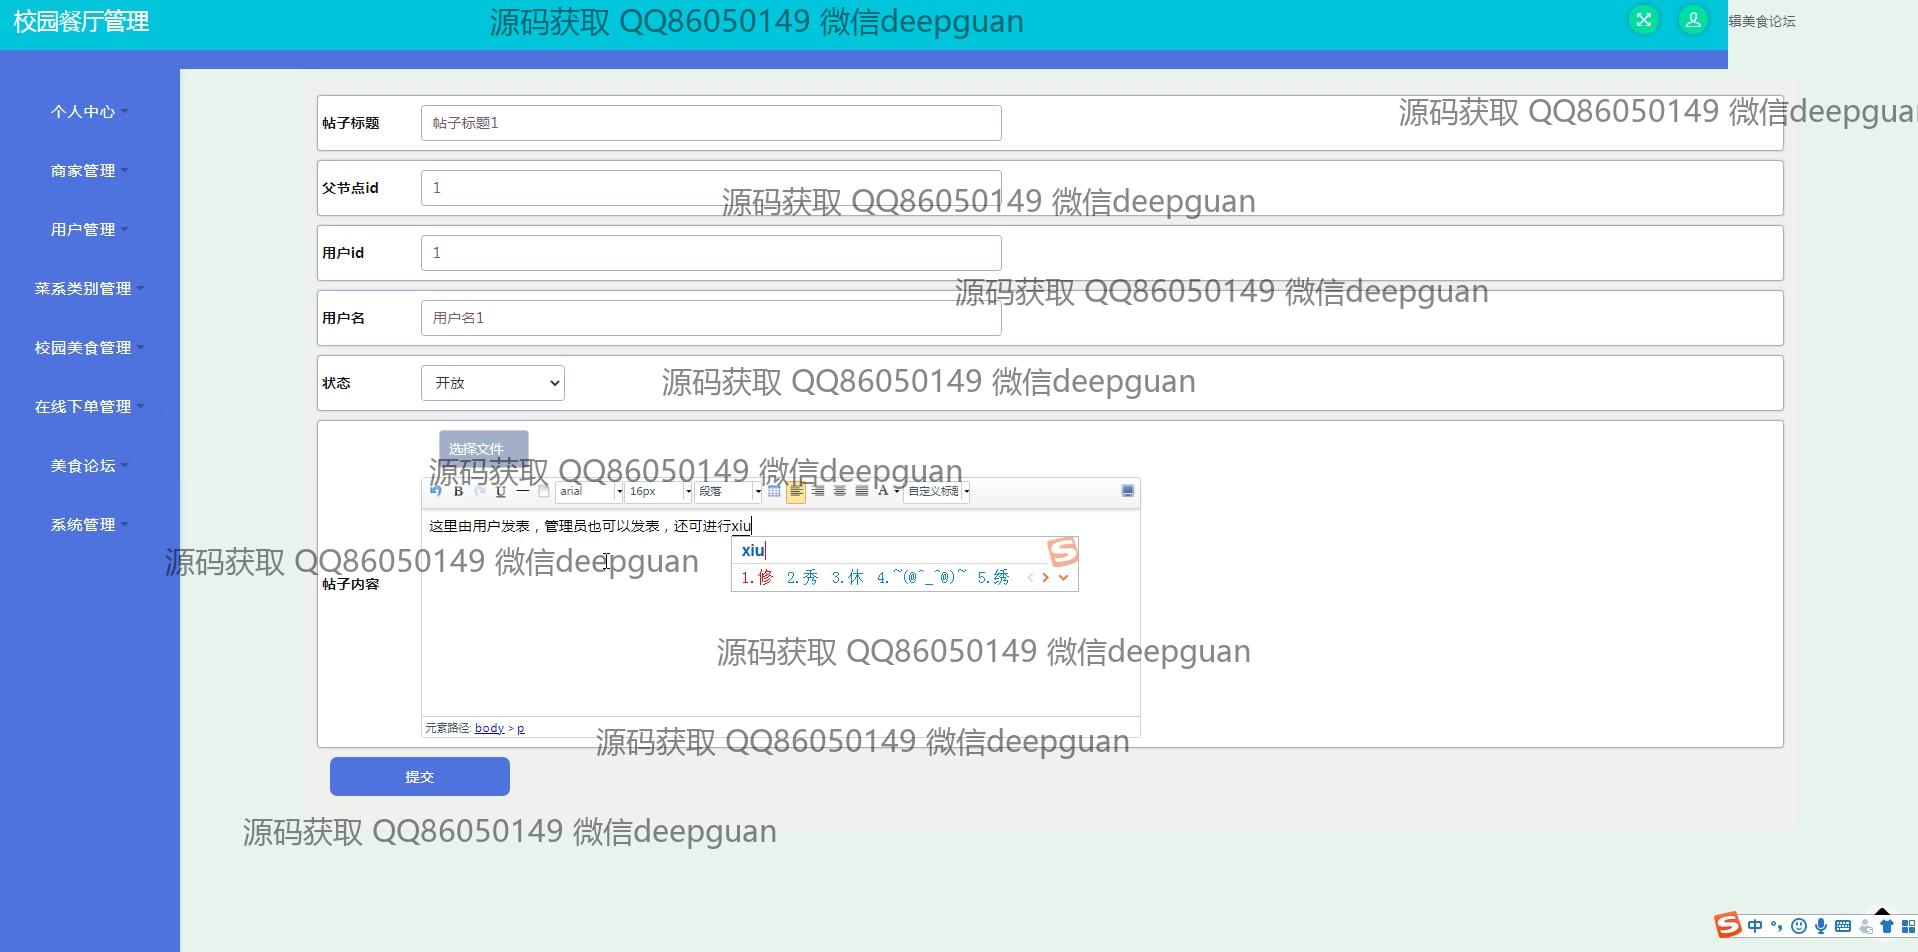 校园餐厅管理
源码获取 QQ86050149 微信deepguan
辑美食论坛
个人中心
商家管理
用户管理
菜系类别管理
校园美食管理
在线下单管理
美食论坛
系统管理
帖子标题
帖子标题1
源码获取 QQ86050149 微信deepgua
父节点id
1
源码获取 QQ86050149 微信deepguan
用户id
1
源码获取 QQ86050149 微信deepguan
用户名
用户名1
状态
开放
源码获取 QQ86050149 微信deepguan
选择文件
源码获取 QQ86050149 微信deepguan
B U arial 16px 段落 A 自定义标题
这里由用户发表，管理员也可以发表，还可进行xiu
xiu
1.修 2.秀 3.休 4.~(@^_^@)~ 5.绣
源码获取 QQ86050149 微信deepguan
帖子内容
源码获取 QQ86050149 微信deepguan
元素路径: body > p
源码获取 QQ86050149 微信deepguan
提交
源码获取 QQ86050149 微信deepguan
S 中